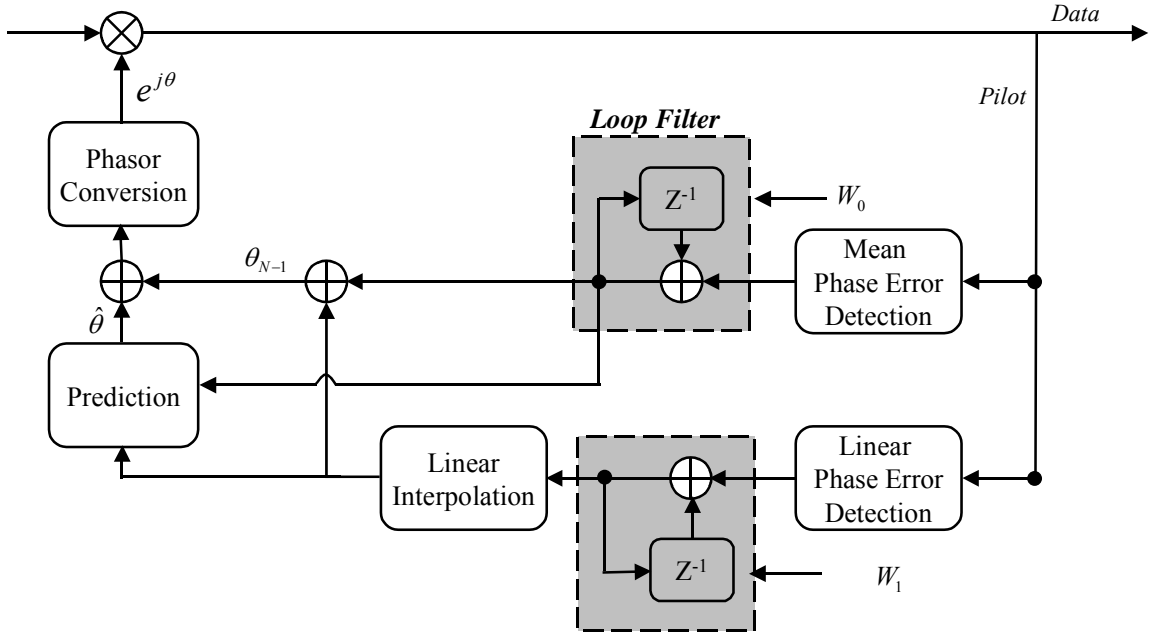 Data
Pilot
e^{jθ}
Loop Filter
Phasor
Conversion
Z^{-1}
W_0
θ_{N-1}
Mean
Phase Error
Detection
\hat{θ}
Prediction
Linear
Interpolation
Linear
Phase Error
Detection
Z^{-1}
W_1